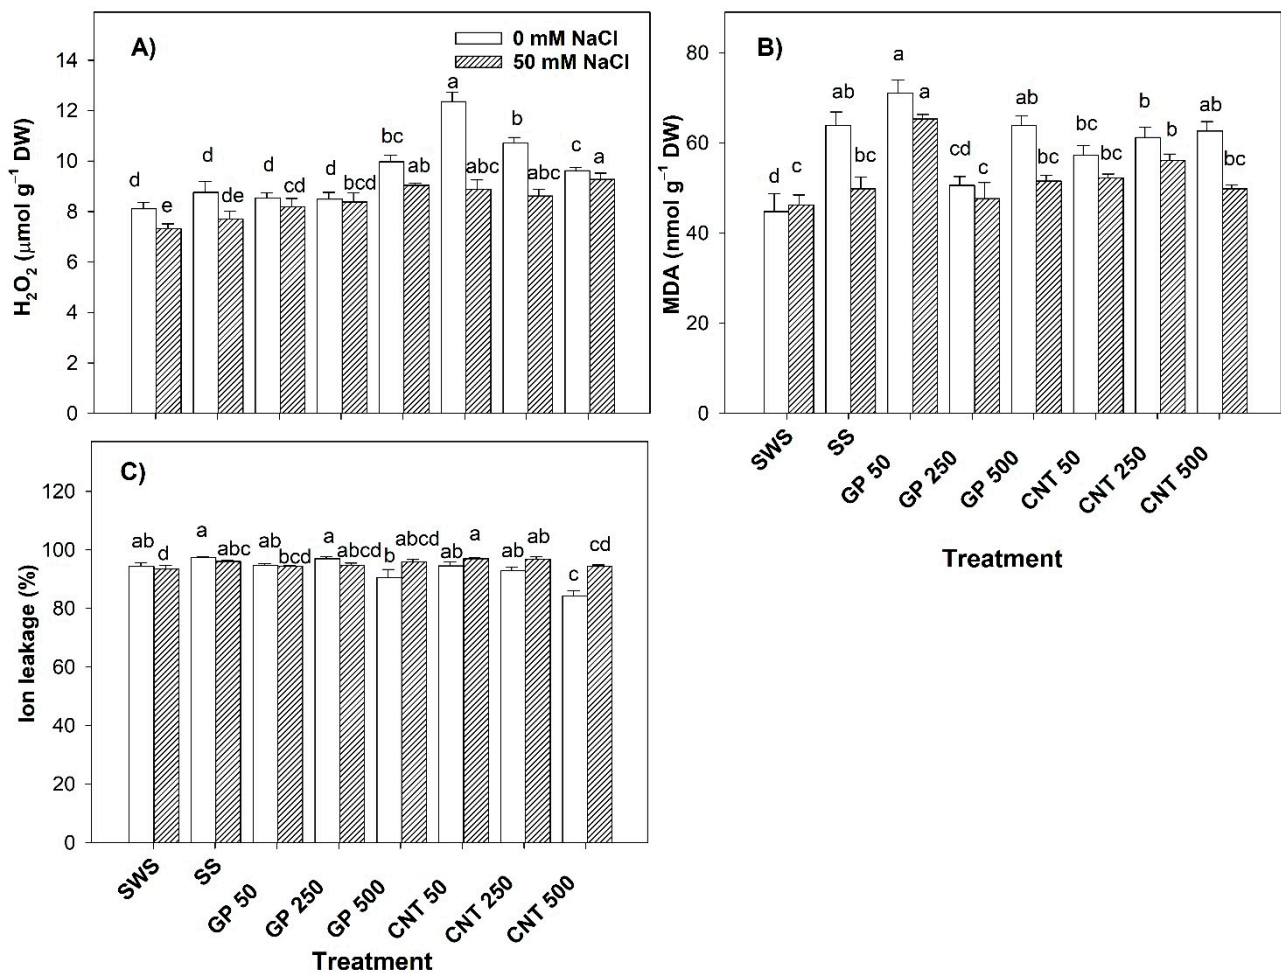 A)
0 mM NaCl
50 mM NaCl
14
12
10
8
6
4
2
0
H₂O₂ (μmol g⁻¹ DW)
d e d de d cd d bcd bc ab a abc b abc c a
B)
80
60
40
20
0
MDA (nmol g⁻¹ DW)
d c ab bc a a cd c ab bc bc bc b b ab bc
SWS
SS
GP 50
GP 250
GP 500
CNT 50
CNT 250
CNT 500
Treatment
C)
120
100
80
60
40
20
0
Ion leakage (%)
ab d a abc ab bcd a abcd b abcd ab a ab ab c cd
SWS
SS
GP 50
GP 250
GP 500
CNT 50
CNT 250
CNT 500
Treatment